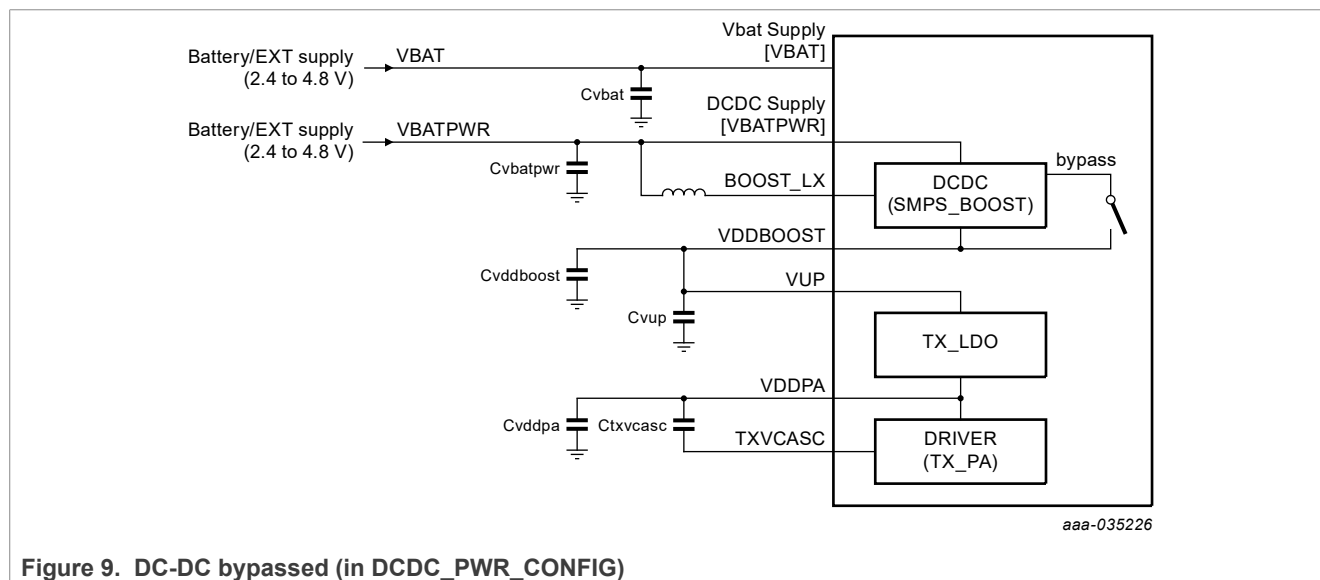 Vbat Supply
[VBAT]
Battery/EXT supply
(2.4 to 4.8 V)
VBAT
Cvbat
DCDC Supply
[VBATPWR]
Battery/EXT supply
(2.4 to 4.8 V)
VBATPWR
Cvbatpwr
BOOST_LX
DCDC
(SMPS_BOOST)
bypass
VDDBOOST
Cvddboost
VUP
Cvup
TX_LDO
VDDPA
Cvddpa
Ctxvcasc
TXVCASC
DRIVER
(TX_PA)
aaa-035226
Figure 9. DC-DC bypassed (in DCDC_PWR_CONFIG)